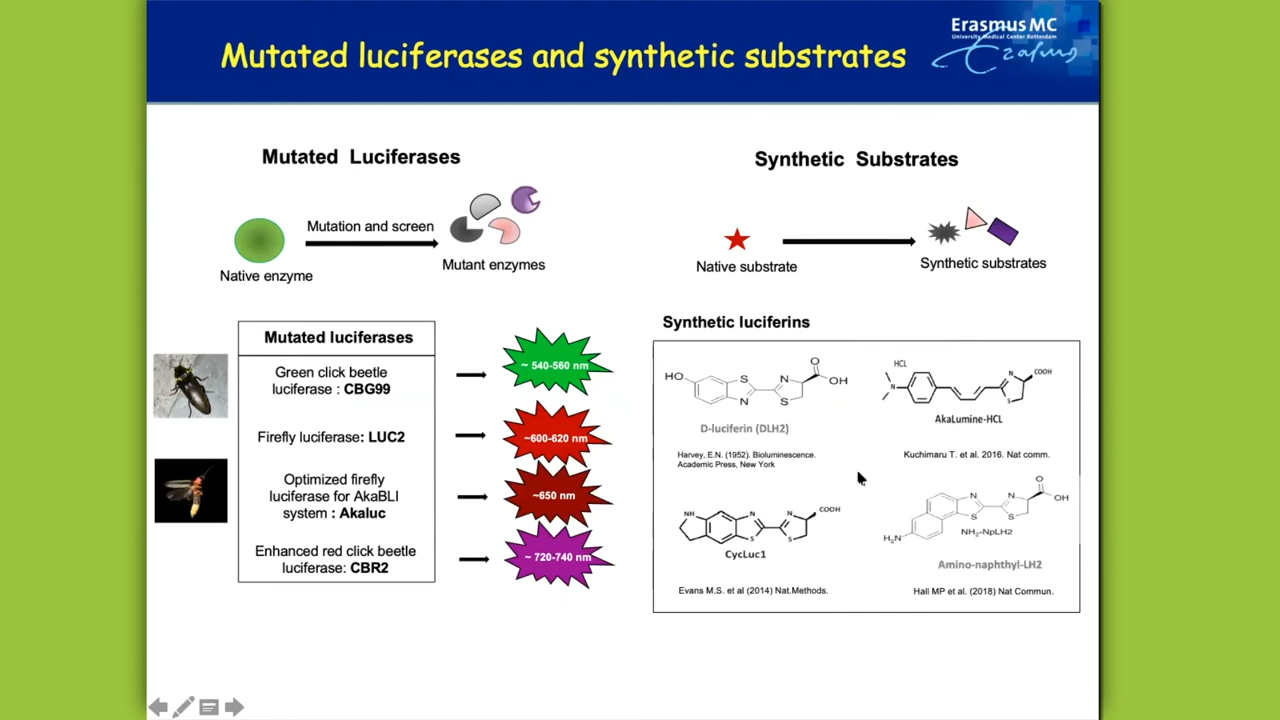 Mutated luciferases and synthetic substrates
Erasmus MC
University Medical Center Rotterdam
Erasmus
Mutated Luciferases
Mutation and screen
Native enzyme
Mutant enzymes
Synthetic Substrates
Native substrate
Synthetic substrates
Mutated luciferases
Green click beetle
luciferase : CBG99
Firefly luciferase: LUC2
Optimized firefly
luciferase for AkaBLI
system : Akaluc
Enhanced red click beetle
luciferase: CBR2
~ 540-560 nm
~600-620 nm
~650 nm
~ 720-740 nm
Synthetic luciferins
HO
S
N
N
S
O
OH
D-luciferin (DLH2)
Harvey, E.N. (1952). Bioluminescence.
Academic Press, New York
HCL
N
N
S
COOH
AkaLumine-HCL
Kuchimaru T. et al. 2016. Nat comm.
NH
N
S
N
S
COOH
CycLuc1
Evans M.S. et al (2014) Nat.Methods.
H₂N
N
S
N
S
O
OH
NH₂-NpLH2
Amino-naphthyl-LH2
Hall MP et al. (2018) Nat Commun.